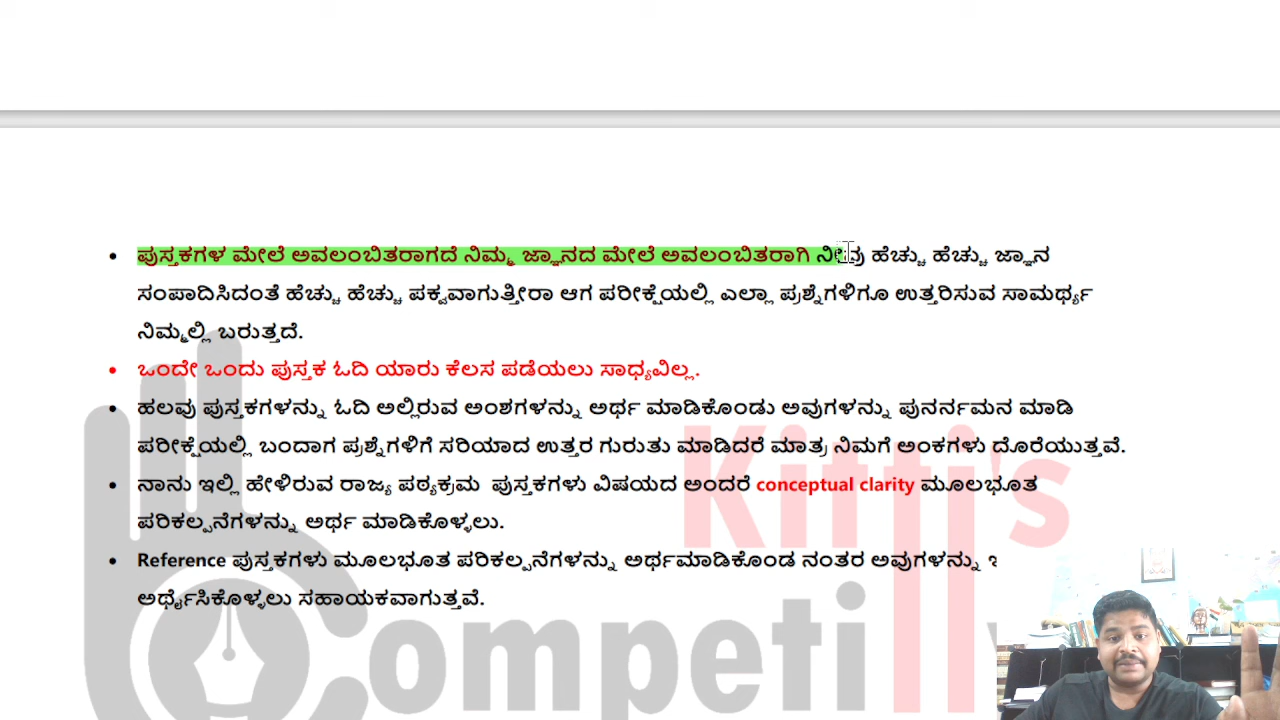 ಪುಸ್ತಕಗಳ ಮೇಲೆ ಅವಲಂಬಿತರಾಗದೆ ನಿಮ್ಮ ಜ್ಞಾನದ ಮೇಲೆ ಅವಲಂಬಿತರಾಗಿ ನೀವು ಹೆಚ್ಚು ಹೆಚ್ಚು ಜ್ಞಾನ
ಸಂಪಾದಿಸಿದಂತೆ ಹೆಚ್ಚು ಹೆಚ್ಚು ಪಕ್ವವಾಗುತ್ತೀರಾ ಆಗ ಪರೀಕ್ಷೆಯಲ್ಲಿ ಎಲ್ಲಾ ಪ್ರಶ್ನೆಗಳಿಗೂ ಉತ್ತರಿಸುವ ಸಾಮರ್ಥ್ಯ
ನಿಮ್ಮಲ್ಲಿ ಬರುತ್ತದೆ.
ಒಂದೇ ಒಂದು ಪುಸ್ತಕ ಓದಿ ಯಾರು ಕೆಲಸ ಪಡೆಯಲು ಸಾಧ್ಯವಿಲ್ಲ.
ಹಲವು ಪುಸ್ತಕಗಳನ್ನು ಓದಿ ಅಲ್ಲಿರುವ ಅಂಶಗಳನ್ನು ಅರ್ಥ ಮಾಡಿಕೊಂಡು ಅವುಗಳನ್ನು ಪುನರ್ನಮನ ಮಾಡಿ
ಪರೀಕ್ಷೆಯಲ್ಲಿ ಬಂದಾಗ ಪ್ರಶ್ನೆಗಳಿಗೆ ಸರಿಯಾದ ಉತ್ತರ ಗುರುತು ಮಾಡಿದರೆ ಮಾತ್ರ ನಿಮಗೆ ಅಂಕಗಳು ದೊರೆಯುತ್ತವೆ.
ನಾನು ಇಲ್ಲಿ ಹೇಳಿರುವ ರಾಜ್ಯ ಪಠ್ಯಕ್ರಮ ಪುಸ್ತಕಗಳು ವಿಷಯದ ಅಂದರೆ conceptual clarity ಮೂಲಭೂತ
ಪರಿಕಲ್ಪನೆಗಳನ್ನು ಅರ್ಥ ಮಾಡಿಕೊಳ್ಳಲು.
Reference ಪುಸ್ತಕಗಳು ಮೂಲಭೂತ ಪರಿಕಲ್ಪನೆಗಳನ್ನು ಅರ್ಥಮಾಡಿಕೊಂಡ ನಂತರ ಅವುಗಳನ್ನು
ಅರ್ಥೈಸಿಕೊಳ್ಳಲು ಸಹಾಯಕವಾಗುತ್ತವೆ.
Kitti's